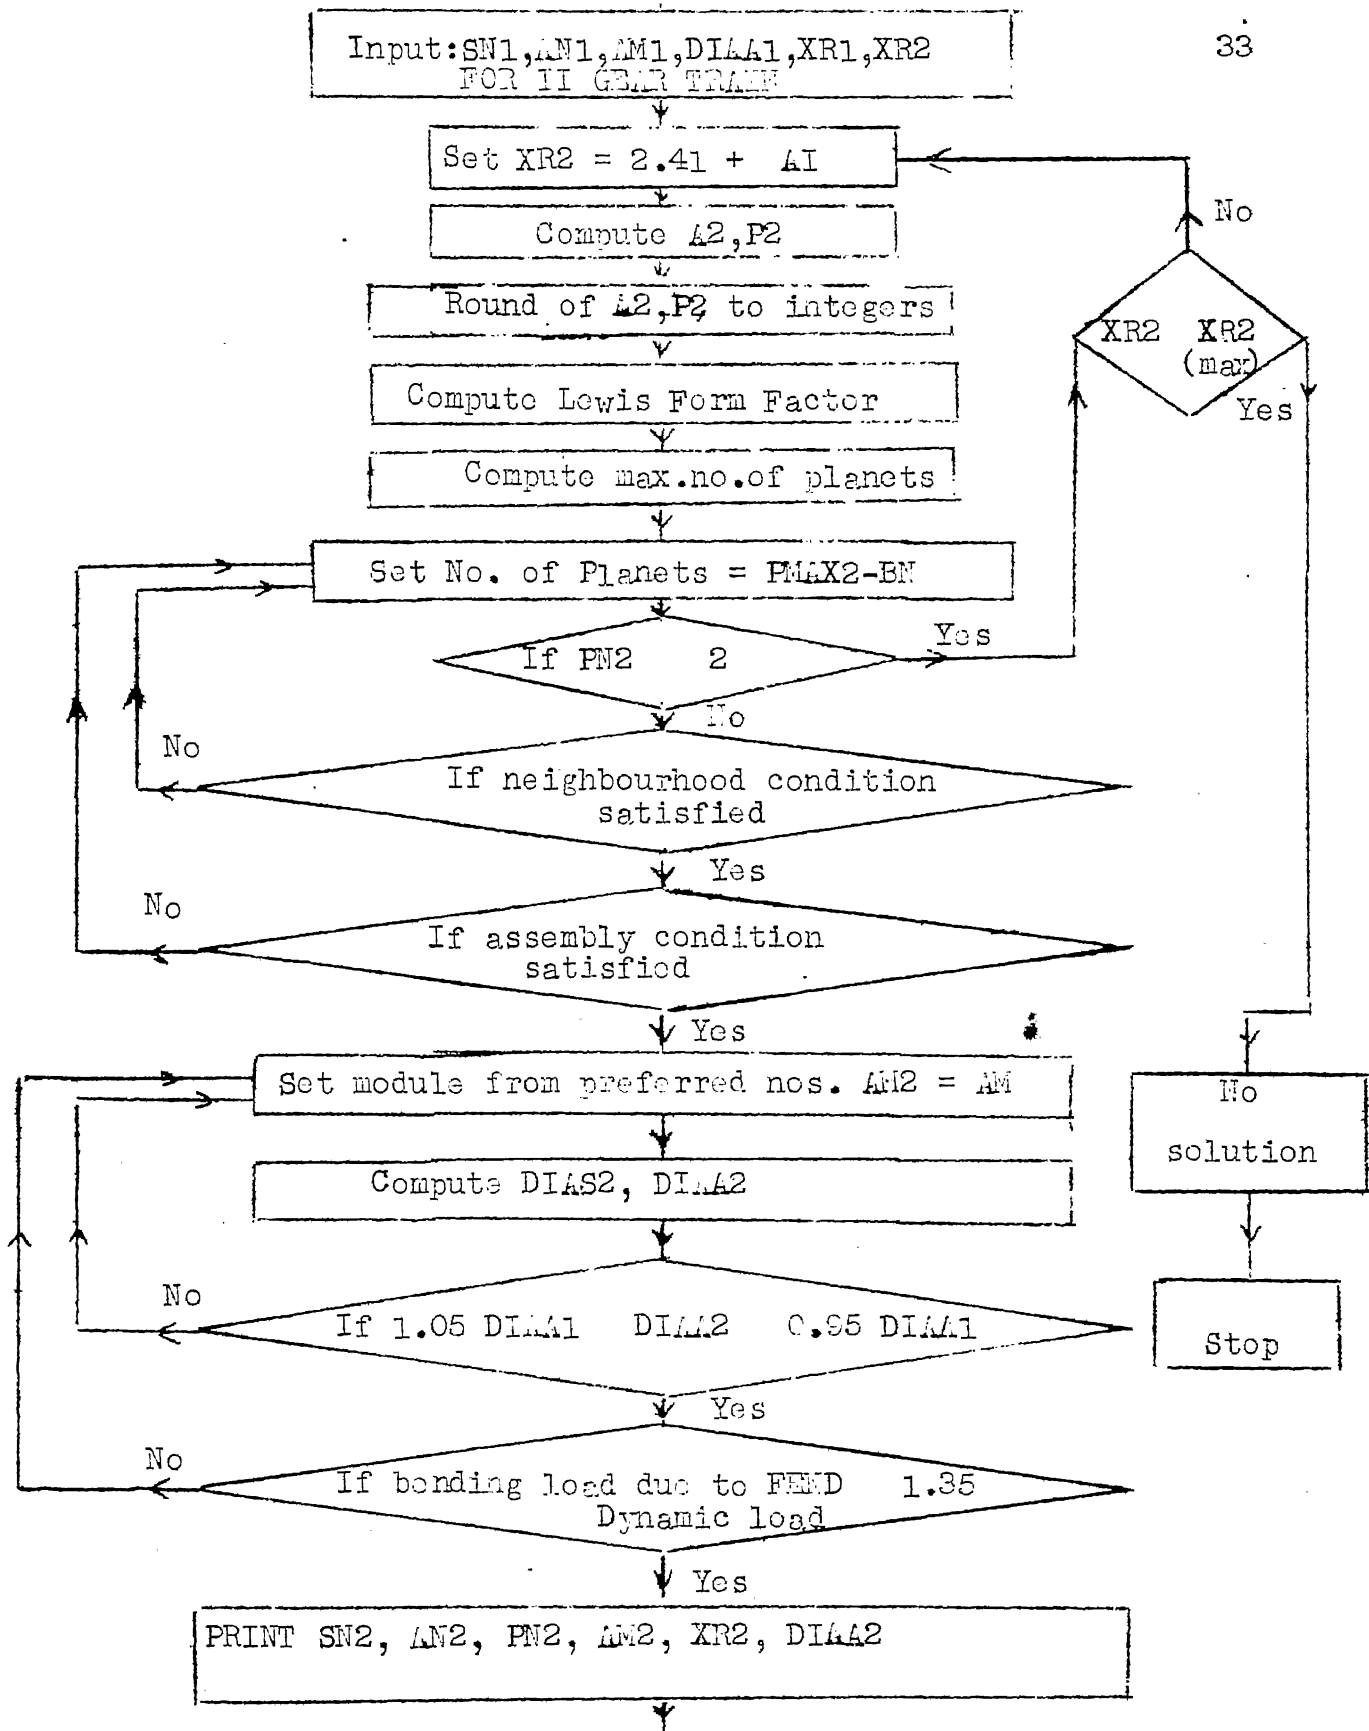 33
Input:SN1,AN1,AM1,DIAA1,XR1,XR2
FOR II GEAR TRAIN
Set XR2 = 2.41 + AI
Compute A2,P2
Round of A2,P2 to integers
Compute Lewis Form Factor
Compute max.no.of planets
Set No. of Planets = PMAX2-BN
If PN2 2
Yes
No
XR2 XR2
(max)
No
Yes
If neighbourhood condition
satisfied
No
Yes
If assembly condition
satisfied
No
Yes
Set module from preferred nos. AM2 = AM
Compute DIAS2, DIAA2
If 1.05 DIAA1 DIAA2 0.95 DIAA1
No
Yes
If bending load due to FEND 1.35
Dynamic load
No
Yes
PRINT SN2, AN2, PN2, AM2, XR2, DIAA2
No
solution
Stop